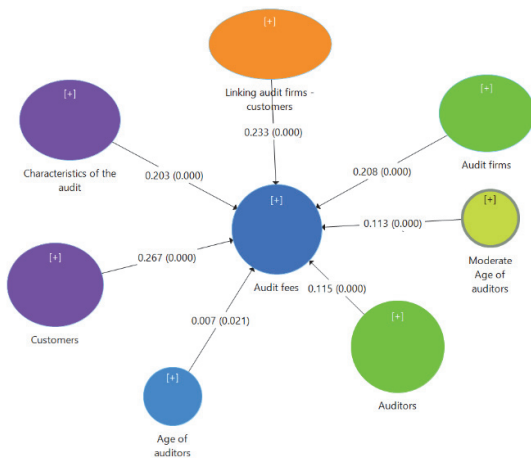 [+]
Linking audit firms -
customers
[+]
Characteristics of the
audit
[+]
Audit firms
0.233 (0.000)
0.203 (0.000)
0.208 (0.000)
[+]
Audit fees
[+]
Moderate
Age of
auditors
0.113 (0.000)
[+]
Customers
0.267 (0.000)
0.115 (0.000)
0.007 (0.021)
[+]
Auditors
[+]
Age of
auditors